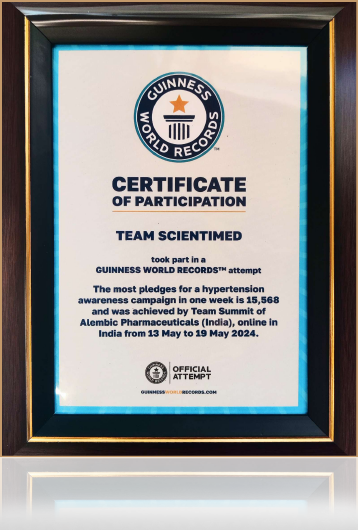 GUINNESS
WORLD RECORDS
TM
CERTIFICATE
OF PARTICIPATION
TEAM SCIENTIMED
took part in a
GUINNESS WORLD RECORDS™ attempt
The most pledges for a hypertension
awareness campaign in one week is 15,568
and was achieved by Team Summit of
Alembic Pharmaceuticals (India), online in
India from 13 May to 19 May 2024.
OFFICIAL
ATTEMPT
GUINNESSWORLDRECORDS.COM